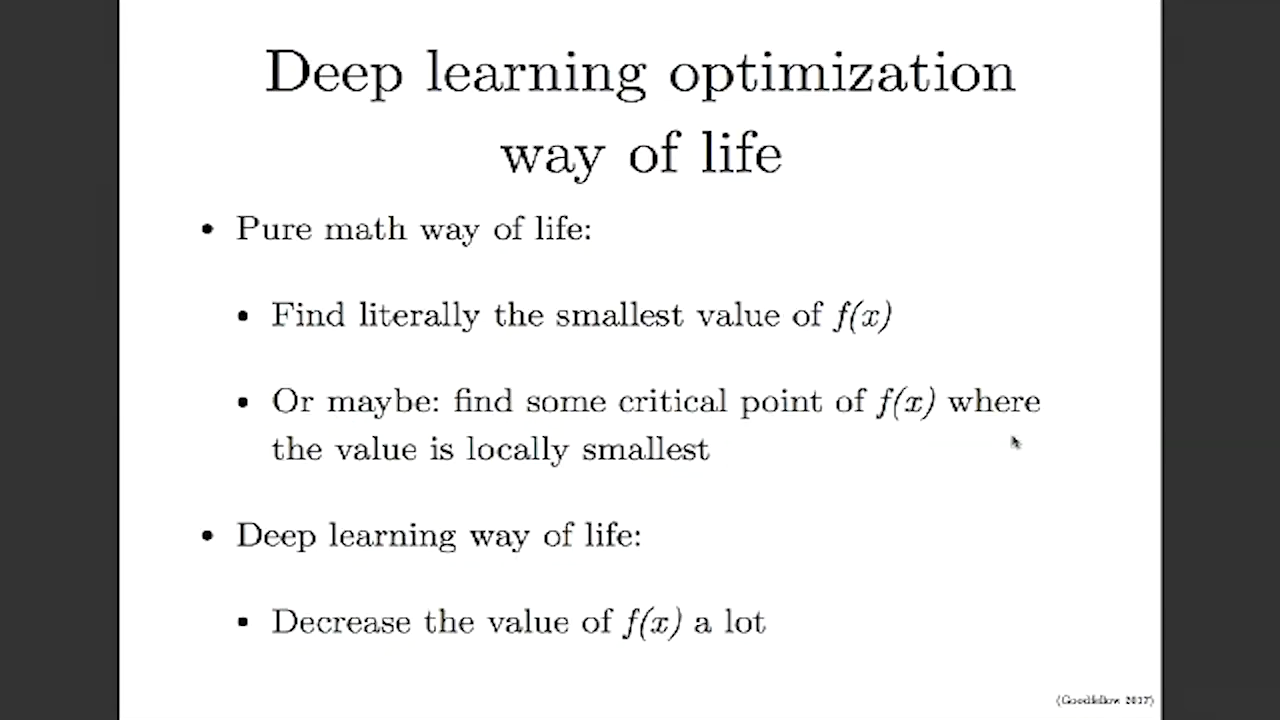 Deep learning optimization
way of life
• Pure math way of life:
• Find literally the smallest value of f(x)
• Or maybe: find some critical point of f(x) where
the value is locally smallest
• Deep learning way of life:
• Decrease the value of f(x) a lot
(Goodfellow 2017)